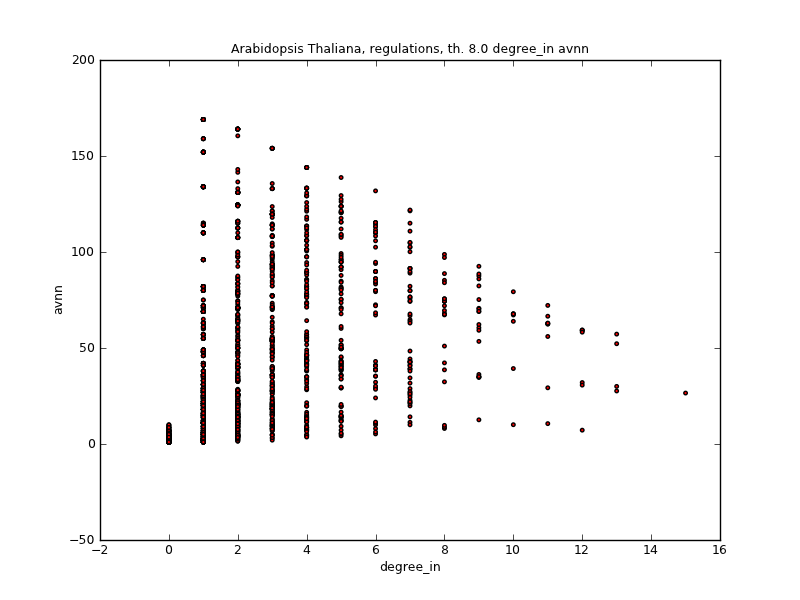 Arabidopsis Thaliana, regulations, th. 8.0 degree_in avnn
200
150
100
50
0
−50
avnn
−2 0 2 4 6 8 10 12 14 16
degree_in